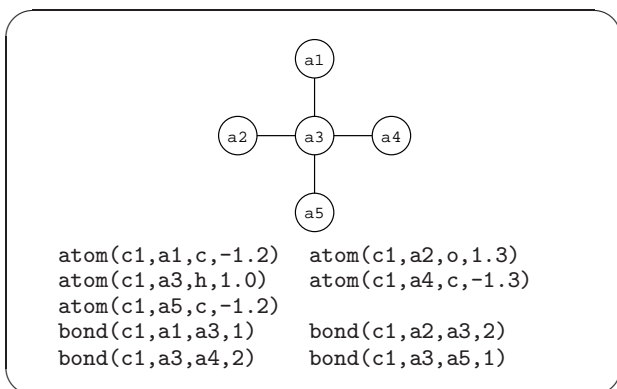 a1
a2 a3 a4
a5
atom(c1,a1,c,-1.2) atom(c1,a2,o,1.3)
atom(c1,a3,h,1.0) atom(c1,a4,c,-1.3)
atom(c1,a5,c,-1.2)
bond(c1,a1,a3,1) bond(c1,a2,a3,2)
bond(c1,a3,a4,2) bond(c1,a3,a5,1)